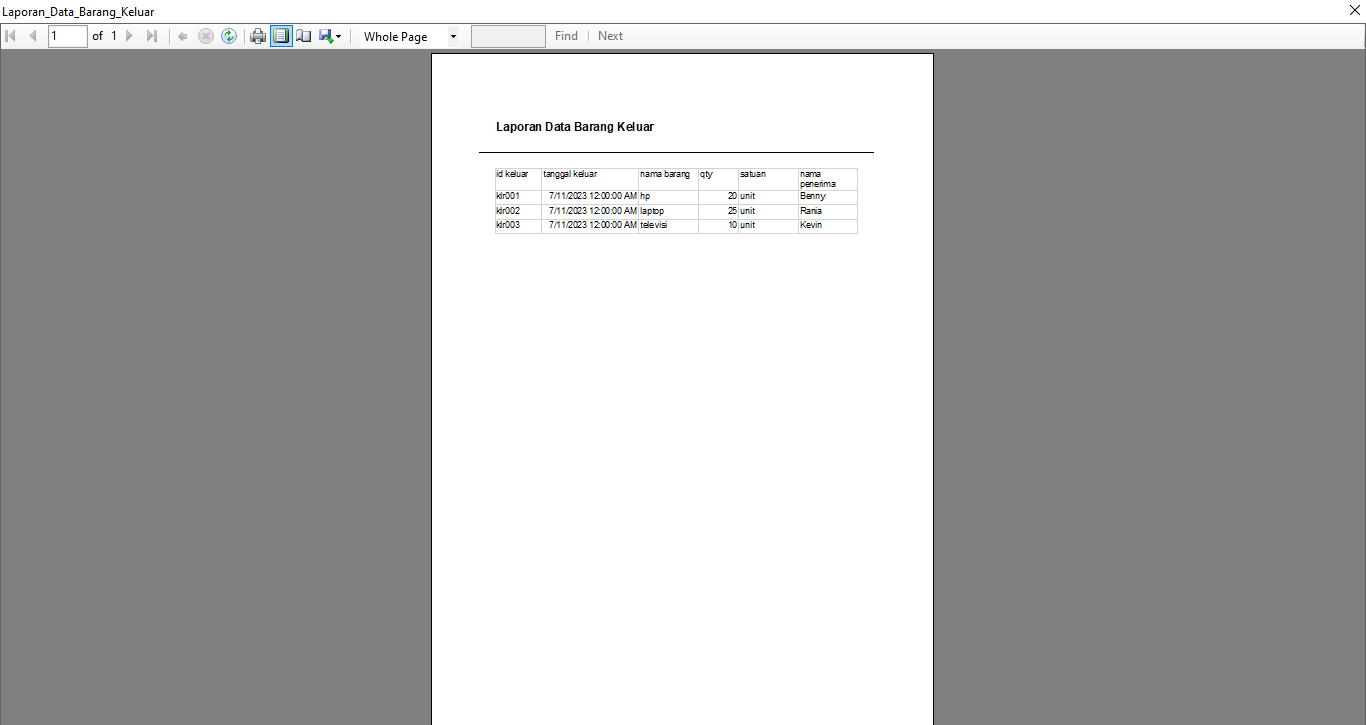 Laporan_Data_Barang_Keluar
1 of 1 Whole Page Find Next
Laporan Data Barang Keluar
id keluar tanggal keluar nama barang qty satuan nama penerima
klr001 7/11/2023 12:00:00 AM hp 20 unit Benny
klr002 7/11/2023 12:00:00 AM laptop 25 unit Rania
klr003 7/11/2023 12:00:00 AM televisi 10 unit Kevin